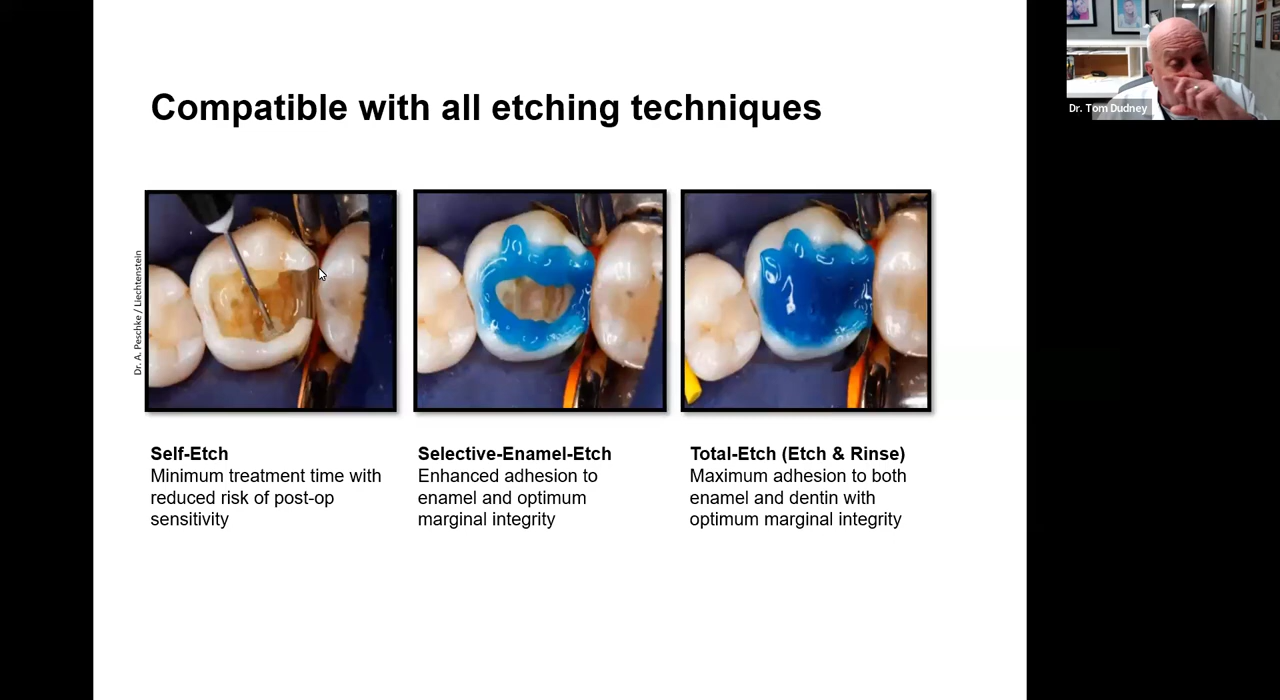 Compatible with all etching techniques
Dr. Tom Dudney
Dr. A. Peschke / Liechtenstein
Self-Etch
Minimum treatment time with
reduced risk of post-op
sensitivity
Selective-Enamel-Etch
Enhanced adhesion to
enamel and optimum
marginal integrity
Total-Etch (Etch & Rinse)
Maximum adhesion to both
enamel and dentin with
optimum marginal integrity